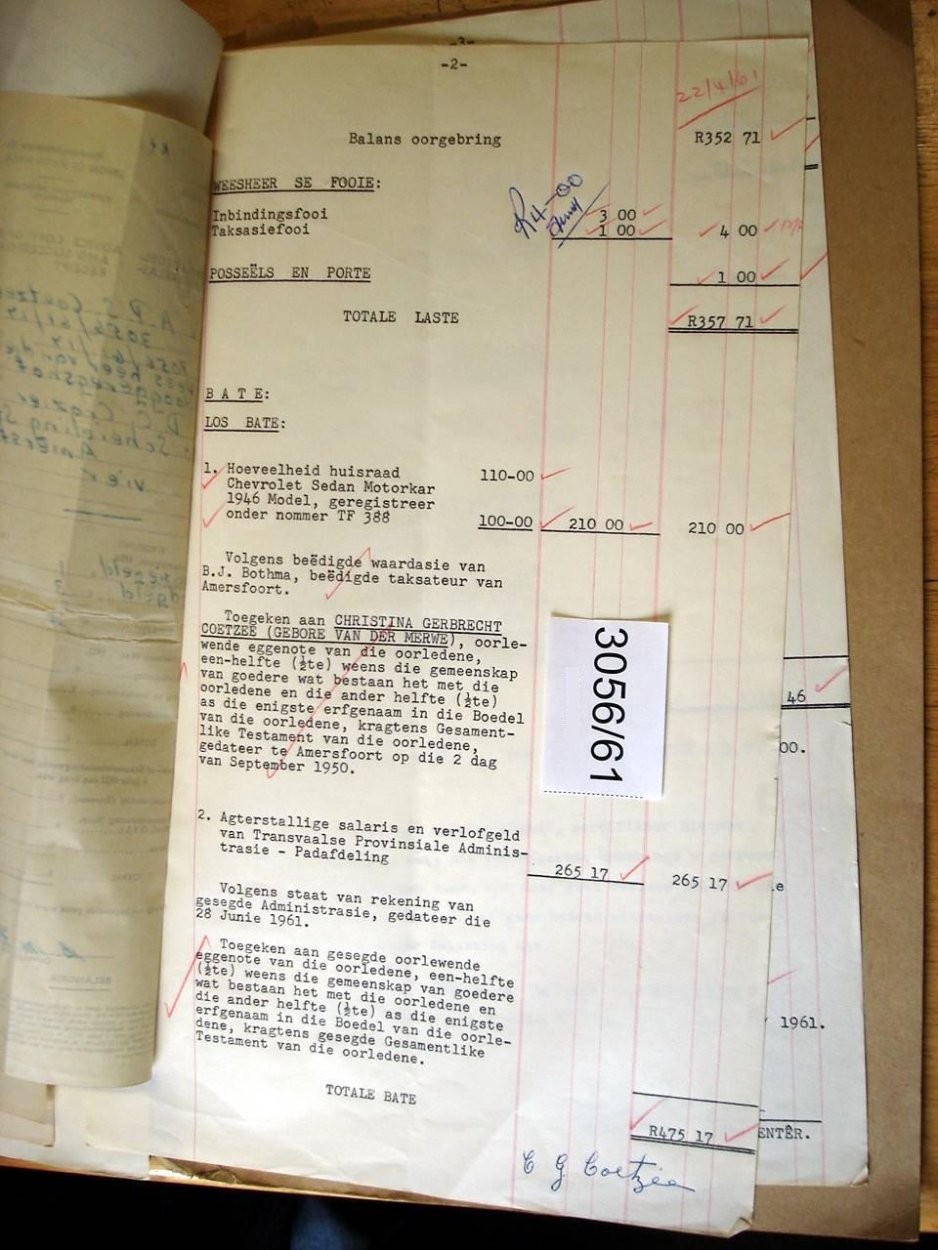 -3-
-2-
22/4/61
Balans oorgebring R352 71
WEESHEER SE FOOIE:
R4-00
Inbindingsfooi 3 00
Taksasiefooi 1 00 4 00
POSSEËLS EN PORTE 1 00
TOTALE LASTE R357 71
B A T E:
LOS BATE:
1. Hoeveelheid huisraad 110-00
Chevrolet Sedan Motorkar
1946 Model, geregistreer
onder nommer TF 388 100-00 210 00 210 00
Volgens beëdigde waardasie van
B.J. Bothma, beëdigde taksateur van
Amersfoort.
Toegeken aan CHRISTINA GERBRECHT
COETZEE (GEBORE VAN DER MERWE), oorle-
wende eggenote van die oorledene,
een-helfte (½te) weens die gemeenskap
van goedere wat bestaan het met die
oorledene en die ander helfte (½te)
as die enigste erfgenaam in die Boedel
van die oorledene, kragtens Gesament-
like Testament van die oorledene,
gedateer te Amersfoort op die 2 dag
van September 1950.
3056/61
46
00.
2. Agterstallige salaris en verlofgeld
van Transvaalse Provinsiale Adminis-
trasie - Padafdeling 265 17 265 17
Volgens staat van rekening van
gesegde Administrasie, gedateer die
28 Junie 1961.
Toegeken aan gesegde oorlewende
eggenote van die oorledene, een-helfte
(½te) weens die gemeenskap van goedere
wat bestaan het met die oorledene en
die ander helfte (½te) as die enigste
erfgenaam in die Boedel van die oorle-
dene, kragtens gesegde Gesamentlike
Testament van die oorledene.
1961.
TOTALE BATE R475 17
ENTÊR.
C G Coetzee